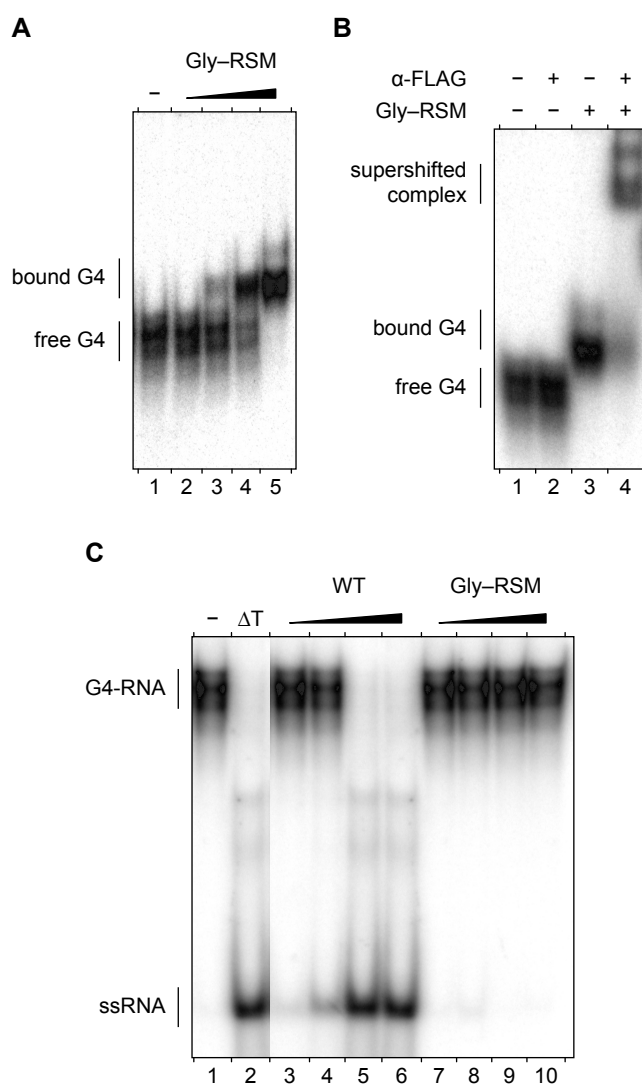 A
Gly–RSM
–
bound G4
free G4
1 2 3 4 5
B
α-FLAG – + – +
Gly–RSM – – + +
supershifted
complex
bound G4
free G4
1 2 3 4
C
WT Gly–RSM
– ΔT
G4-RNA
ssRNA
1 2 3 4 5 6 7 8 9 10